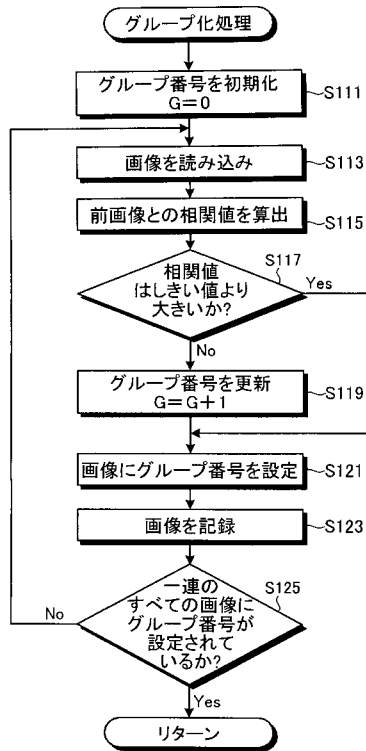 グループ化処理
グループ番号を初期化
G=0
S111
画像を読み込み
S113
前画像との相関値を算出
S115
S117
相関値
はしきい値より
大きいか?
Yes
No
グループ番号を更新
G=G+1
S119
画像にグループ番号を設定
S121
画像を記録
S123
S125
一連の
すべての画像に
グループ番号が
設定されて
いるか?
No
Yes
リターン